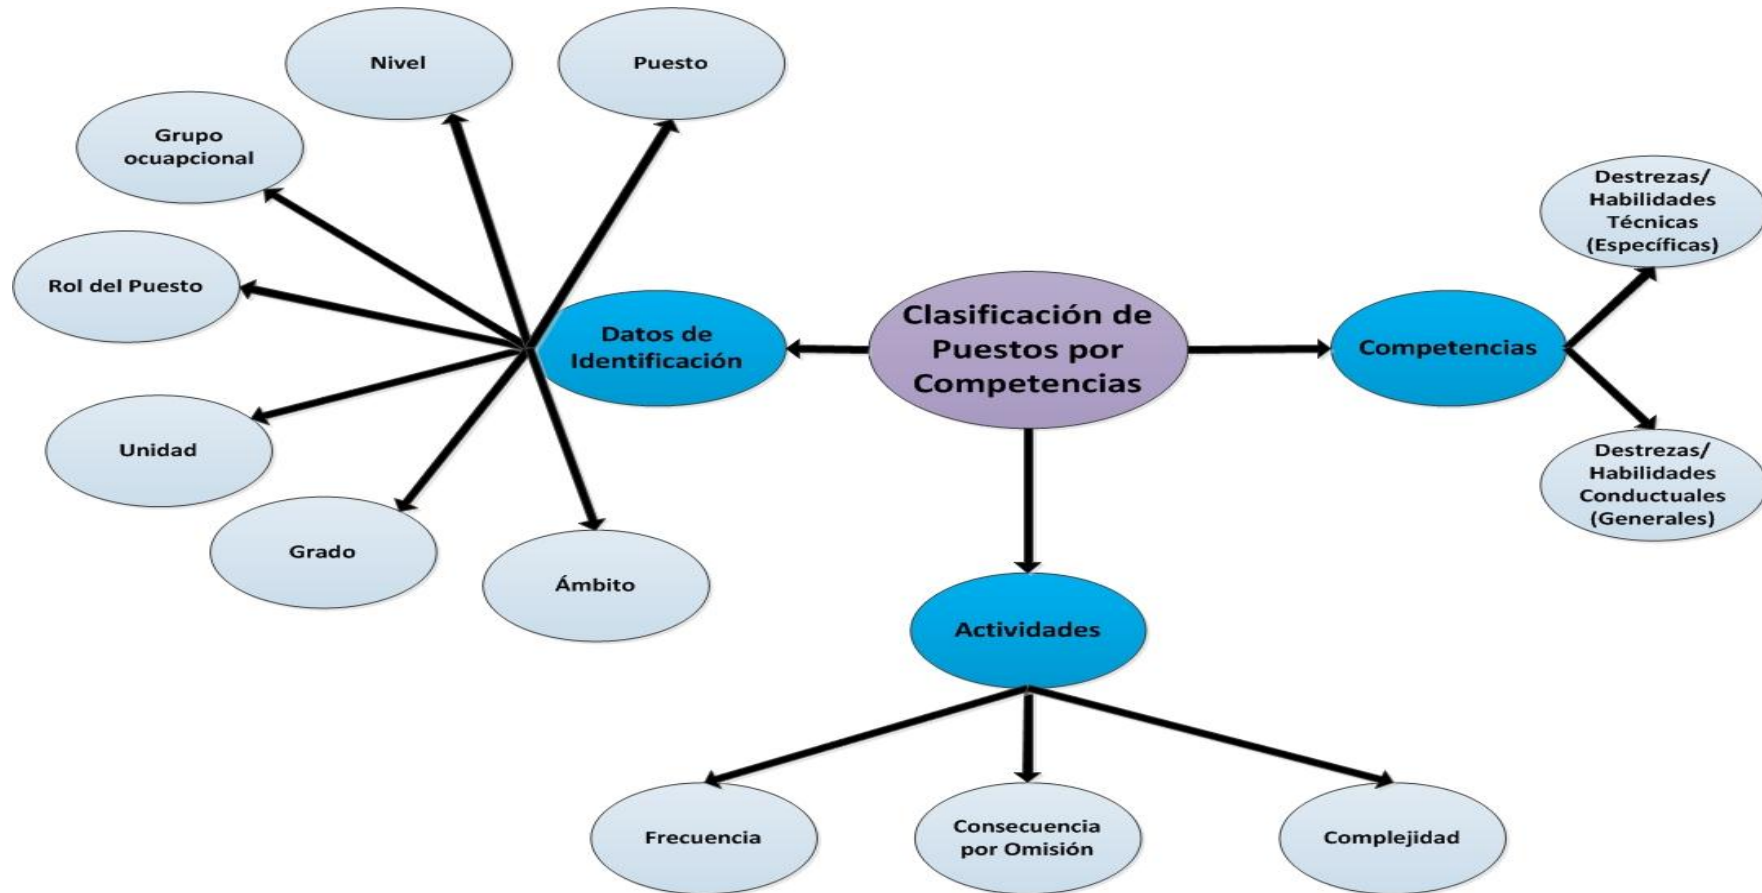 Nivel
Puesto
Grupo
ocuapcional
Rol del Puesto
Unidad
Grado
Ámbito
Datos de
Identificación
Clasificación de
Puestos por
Competencias
Competencias
Destrezas/
Habilidades
Técnicas
(Específicas)
Destrezas/
Habilidades
Conductuales
(Generales)
Actividades
Frecuencia
Consecuencia
por Omisión
Complejidad